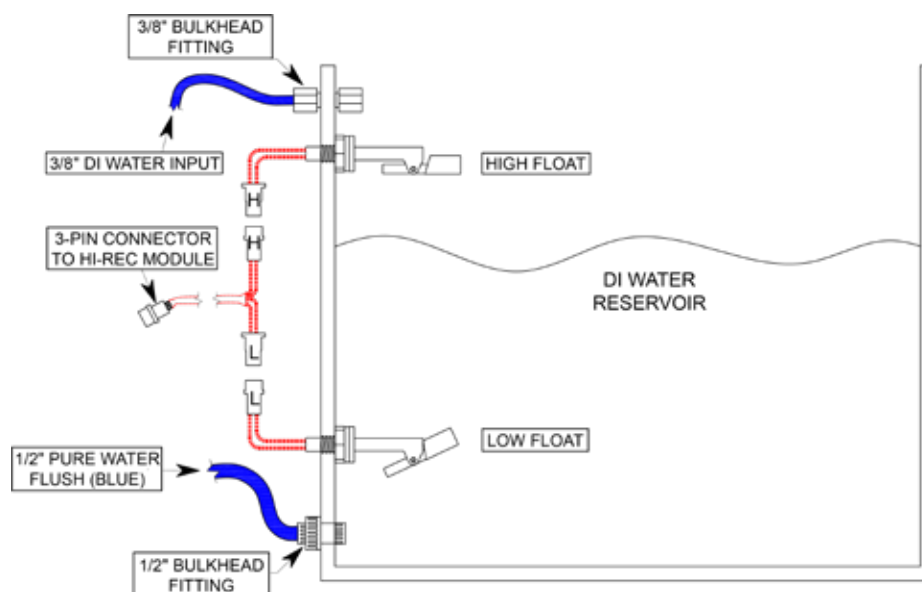 3/8" BULKHEAD
FITTING
3/8" DI WATER INPUT
HIGH FLOAT
H
H
3-PIN CONNECTOR
TO HI-REC MODULE
DI WATER
RESERVOIR
L
L
LOW FLOAT
1/2" PURE WATER
FLUSH (BLUE)
1/2" BULKHEAD
FITTING